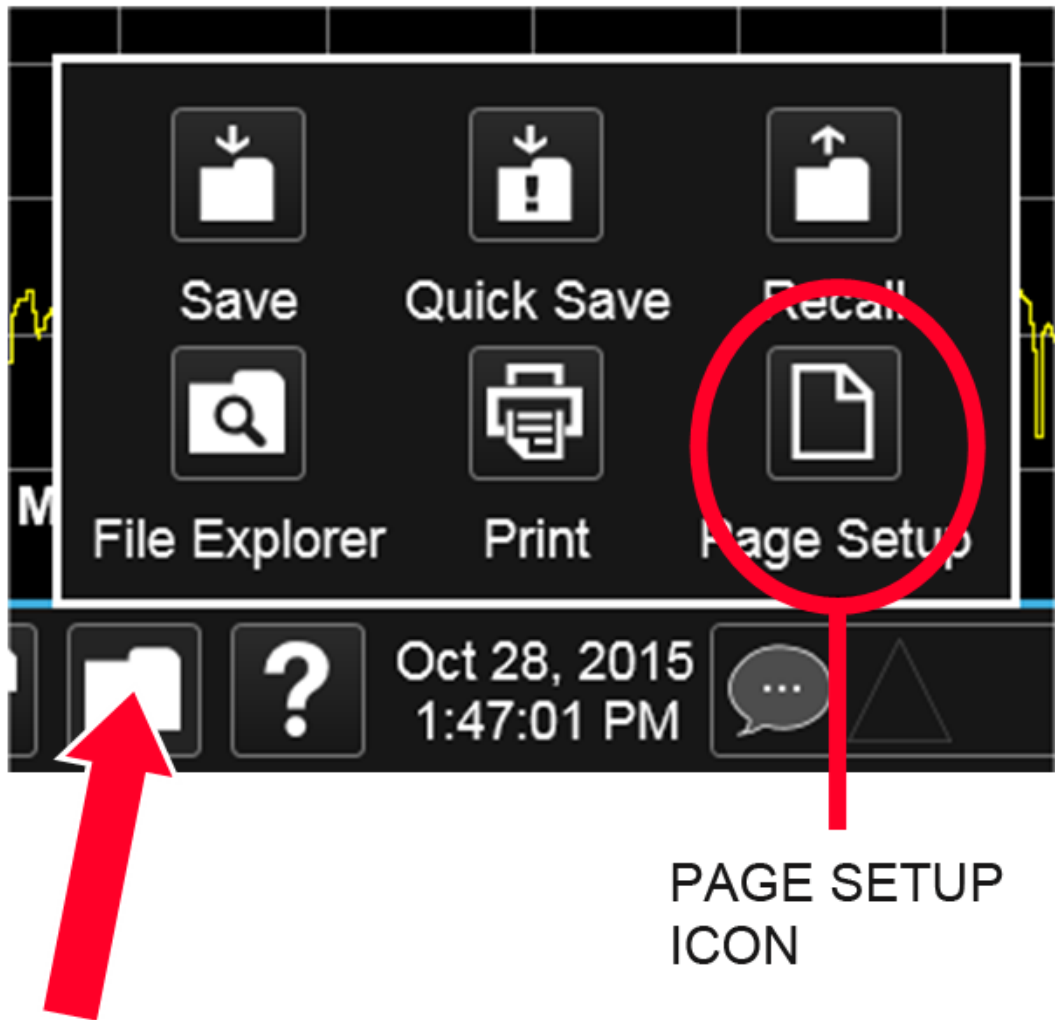 Save Quick Save Recall
File Explorer Print Page Setup
M
? Oct 28, 2015
1:47:01 PM
PAGE SETUP
ICON